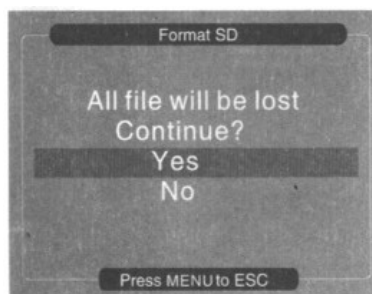 Format SD
All file will be lost
Continue?
Yes
No
Press MENU to ESC